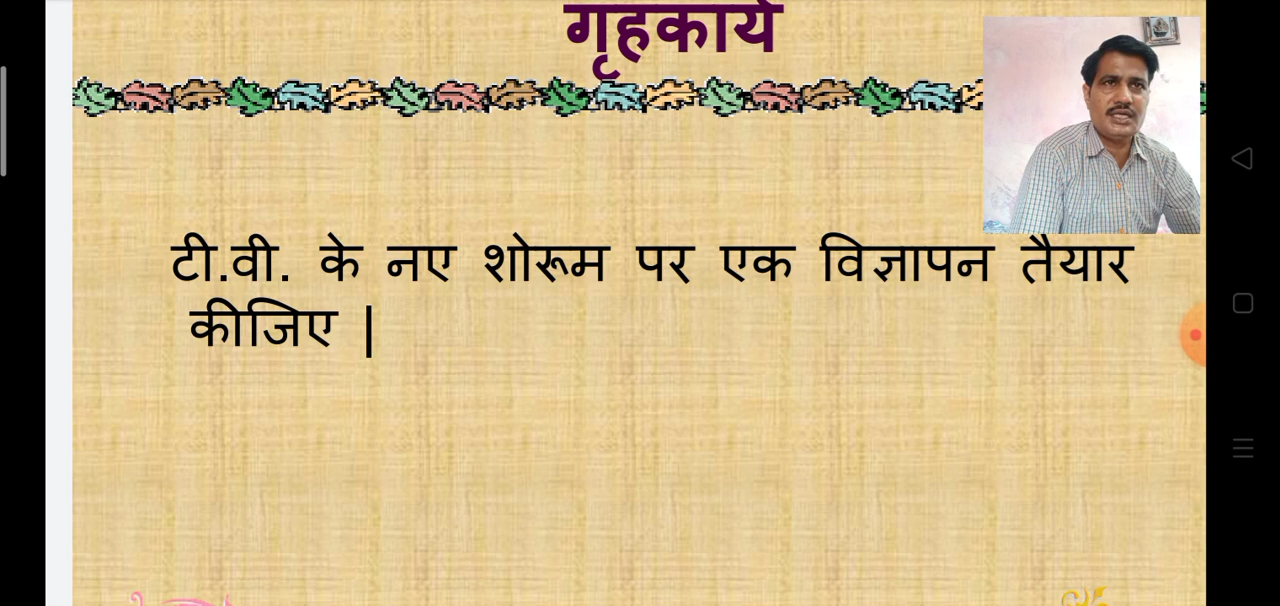 गृहकार्य
टी.वी. के नए शोरूम पर एक विज्ञापन तैयार
कीजिए |